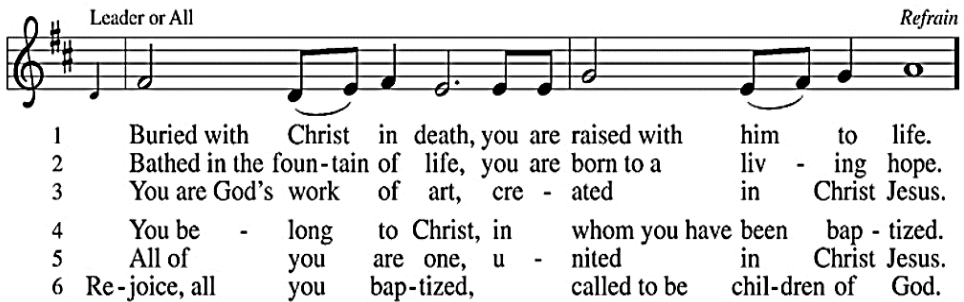 Leader or All Refrain
1 Buried with Christ in death, you are raised with him to life.
2 Bathed in the foun-tain of life, you are born to a liv - ing hope.
3 You are God's work of art, cre - ated in Christ Jesus.
4 You be - long to Christ, in whom you have been bap - tized.
5 All of you are one, u - nited in Christ Jesus.
6 Re-joice, all you bap-tized, called to be chil-dren of God.